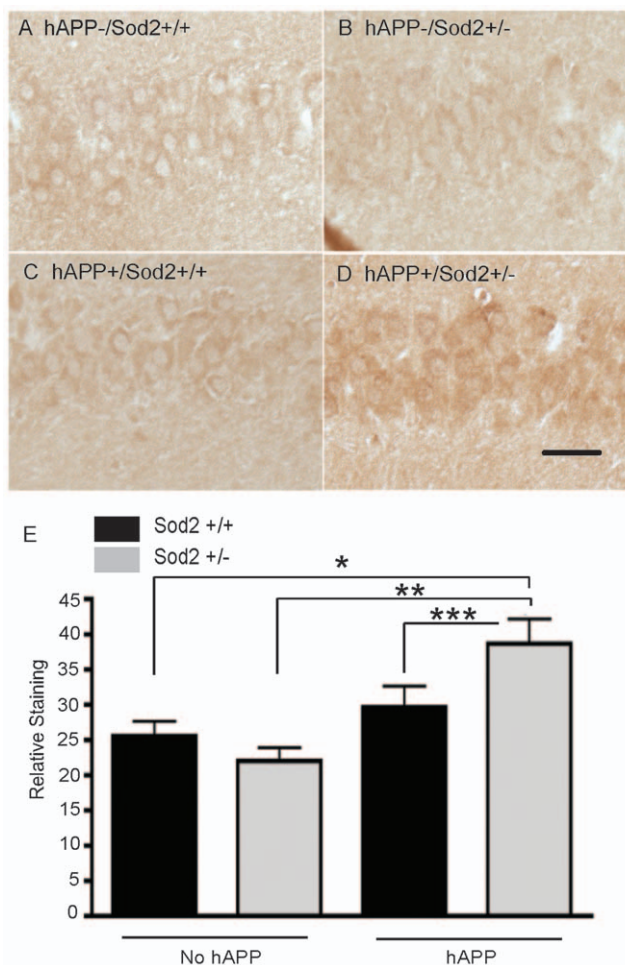 A hAPP-/Sod2+/+
B hAPP-/Sod2+/-
C hAPP+/Sod2+/+
D hAPP+/Sod2+/-
E
Sod2 +/+
Sod2 +/-
*
**
***
Relative Staining
45
40
35
30
25
20
15
10
5
0
No hAPP
hAPP